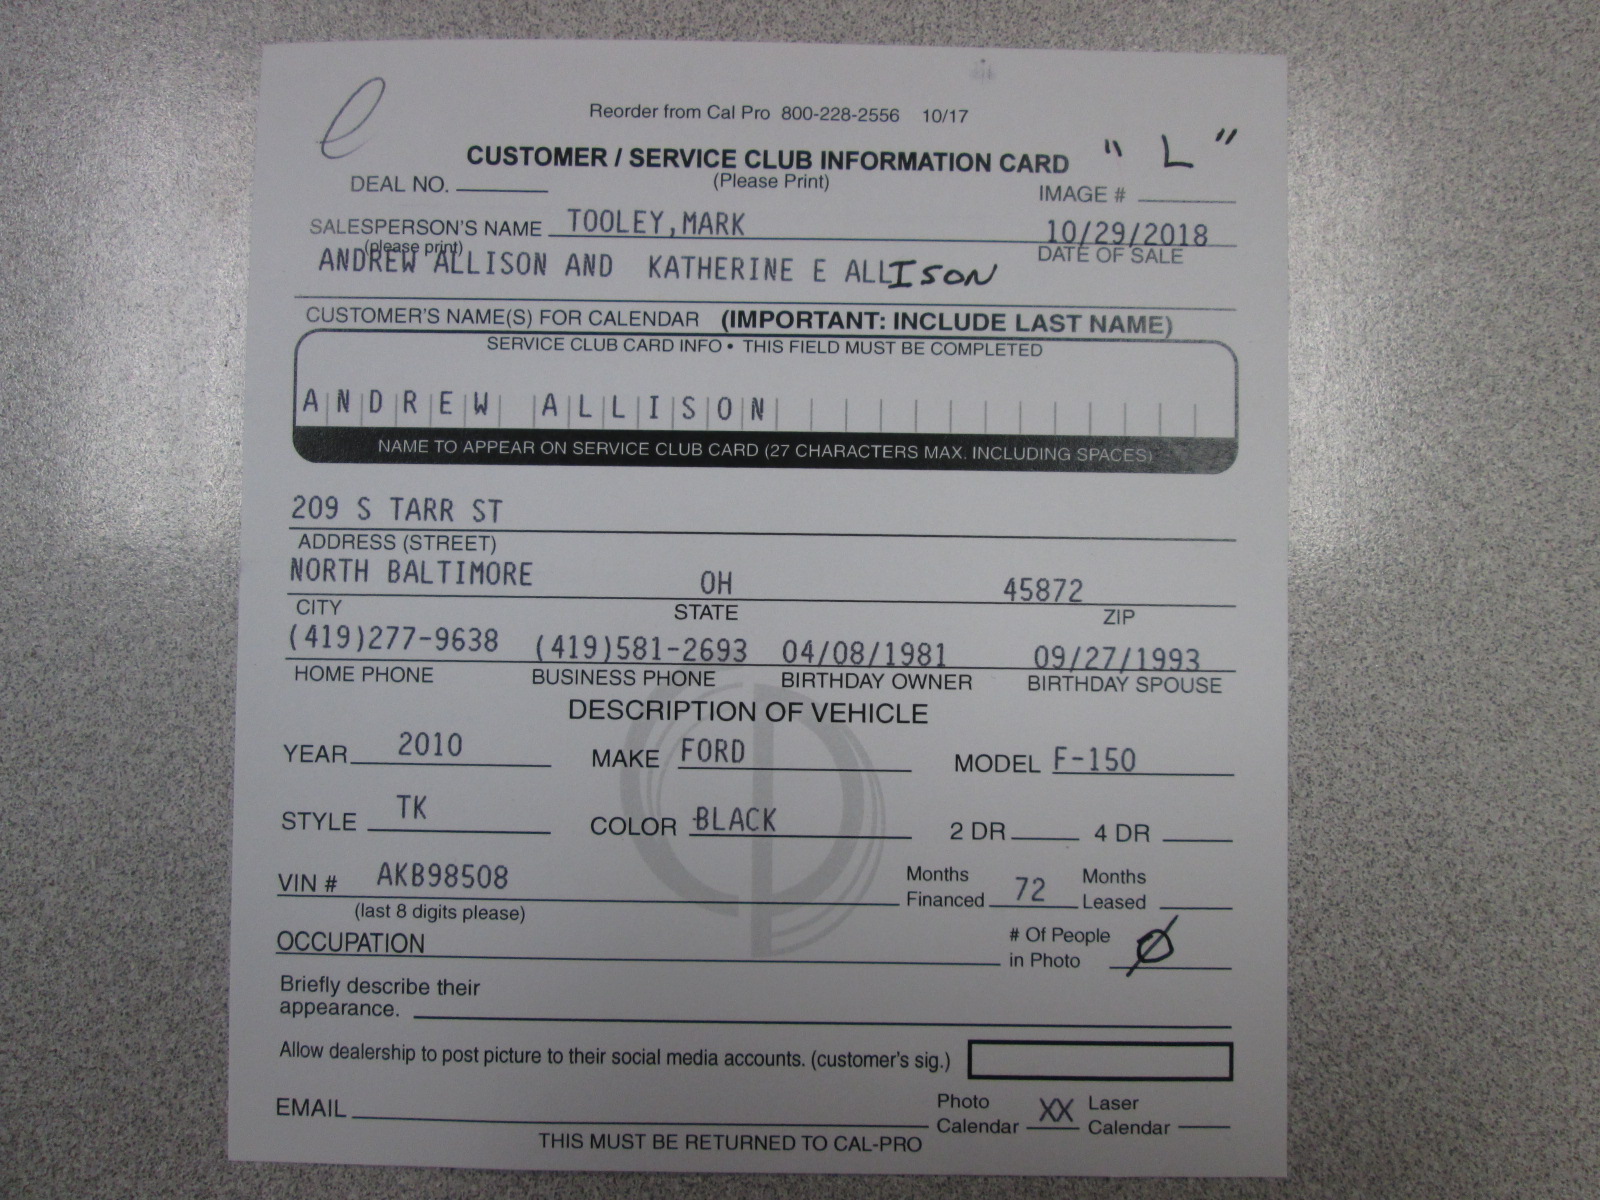 Reorder from Cal Pro 800-228-2556 10/17
CUSTOMER / SERVICE CLUB INFORMATION CARD " L "
(Please Print)
DEAL NO. IMAGE #
SALESPERSON'S NAME TOOLEY,MARK 10/29/2018
(please print) DATE OF SALE
ANDREW ALLISON AND KATHERINE E ALLISON
CUSTOMER'S NAME(S) FOR CALENDAR (IMPORTANT: INCLUDE LAST NAME)
SERVICE CLUB CARD INFO • THIS FIELD MUST BE COMPLETED
ANDREW ALLISON
NAME TO APPEAR ON SERVICE CLUB CARD (27 CHARACTERS MAX. INCLUDING SPACES)
209 S TARR ST
ADDRESS (STREET)
NORTH BALTIMORE OH 45872
CITY STATE ZIP
(419)277-9638 (419)581-2693 04/08/1981 09/27/1993
HOME PHONE BUSINESS PHONE BIRTHDAY OWNER BIRTHDAY SPOUSE
DESCRIPTION OF VEHICLE
YEAR 2010 MAKE FORD MODEL F-150
STYLE TK COLOR BLACK 2 DR 4 DR
VIN # AKB98508 Months Financed 72 Months Leased
(last 8 digits please)
OCCUPATION # Of People in Photo Ø
Briefly describe their
appearance.
Allow dealership to post picture to their social media accounts. (customer's sig.)
EMAIL Photo Calendar XX Laser Calendar
THIS MUST BE RETURNED TO CAL-PRO